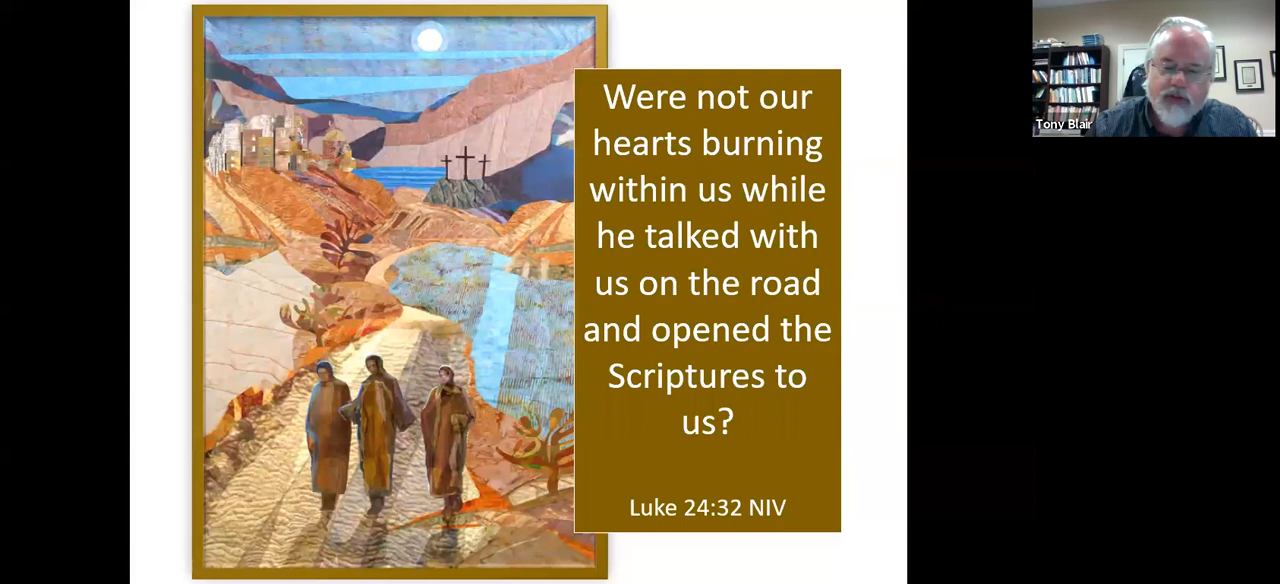 Were not our
hearts burning
within us while
he talked with
us on the road
and opened the
Scriptures to
us?
Luke 24:32 NIV
Tony Blair